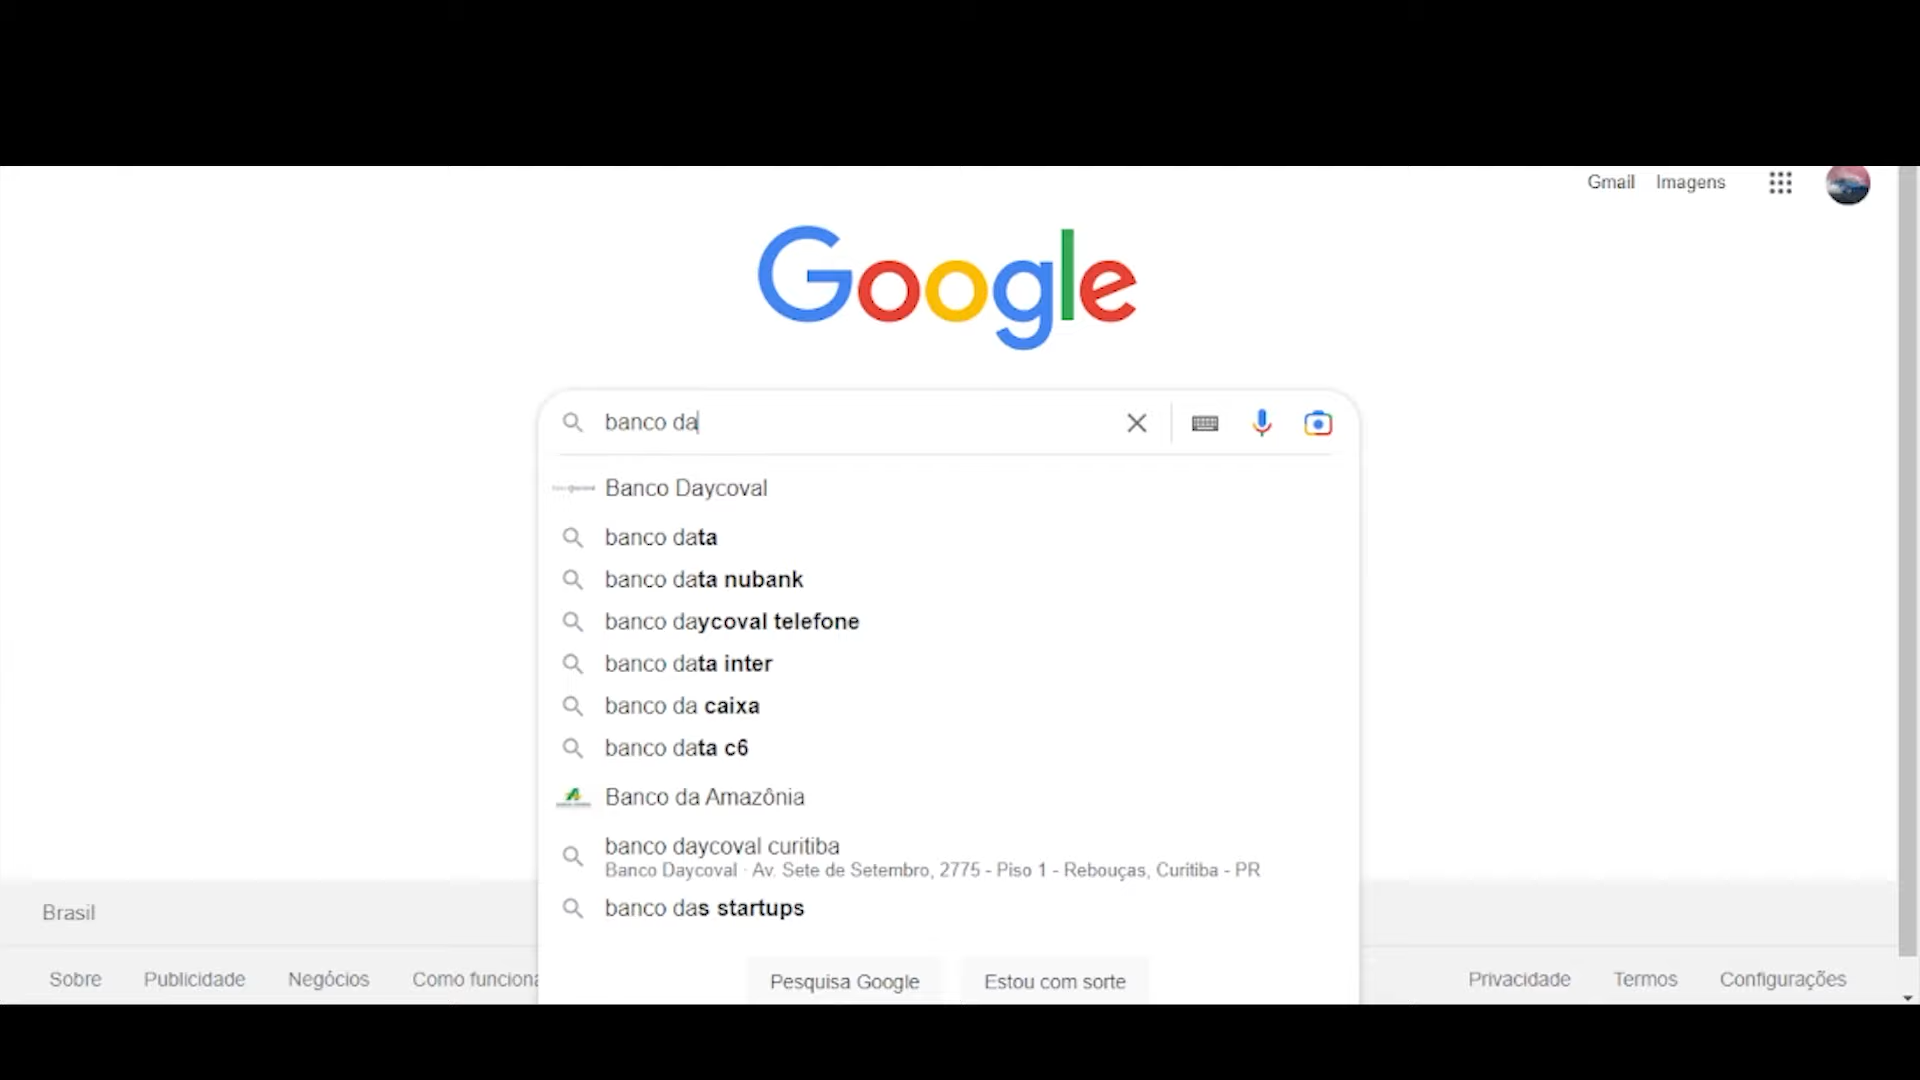 Gmail Imagens
Google
banco da
Banco Daycoval
banco data
banco data nubank
banco daycoval telefone
banco data inter
banco da caixa
banco data c6
Banco da Amazônia
banco daycoval curitiba
Banco Daycoval · Av. Sete de Setembro, 2775 - Piso 1 - Rebouças, Curitiba - PR
banco das startups
Pesquisa Google Estou com sorte
Brasil
Sobre Publicidade Negócios Como funciona Privacidade Termos Configurações